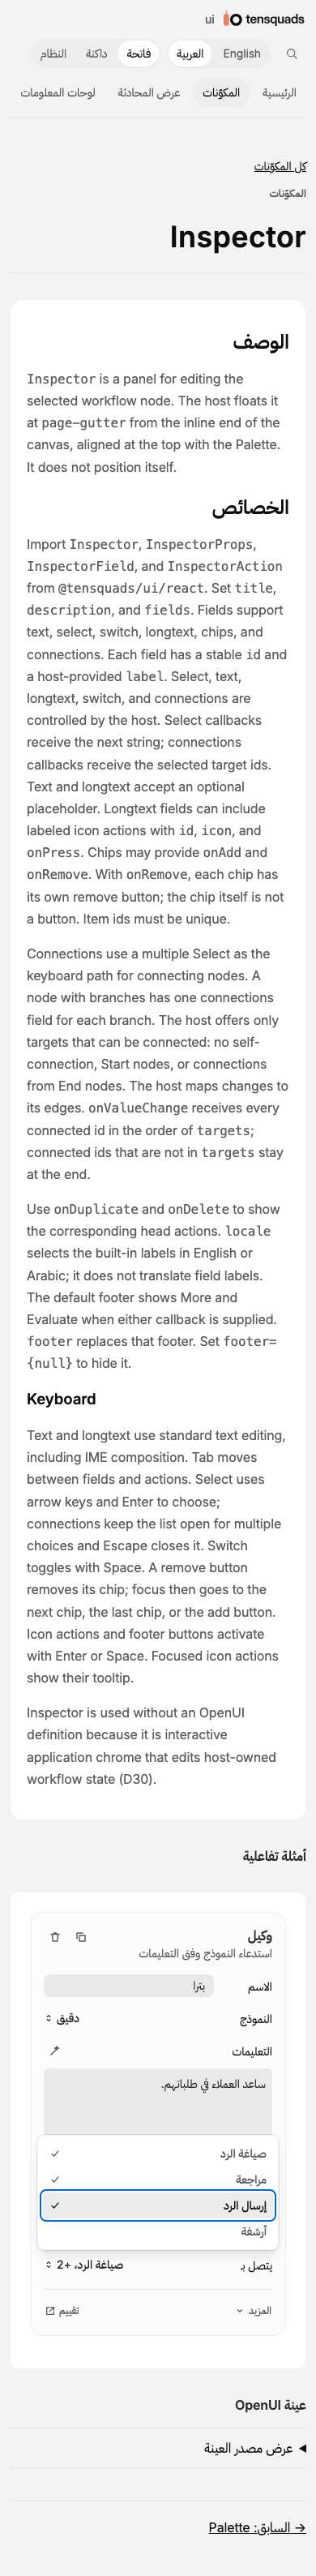 tensquads ui
English العربية فاتحة داكنة النظام
الرئيسية المكوّنات عرض المحادثة لوحات المعلومات
كل المكوّنات
المكوّنات
Inspector
الوصف
Inspector is a panel for editing the
selected workflow node. The host floats it
at page-gutter from the inline end of the
canvas, aligned at the top with the Palette.
It does not position itself.
الخصائص
Import Inspector, InspectorProps,
InspectorField, and InspectorAction
from @tensquads/ui/react. Set title,
description, and fields. Fields support
text, select, switch, longtext, chips, and
connections. Each field has a stable id and
a host-provided label. Select, text,
longtext, switch, and connections are
controlled by the host. Select callbacks
receive the next string; connections
callbacks receive the selected target ids.
Text and longtext accept an optional
placeholder. Longtext fields can include
labeled icon actions with id, icon, and
onPress. Chips may provide onAdd and
onRemove. With onRemove, each chip has
its own remove button; the chip itself is not
a button. Item ids must be unique.
Connections use a multiple Select as the
keyboard path for connecting nodes. A
node with branches has one connections
field for each branch. The host offers only
targets that can be connected: no self-
connection, Start nodes, or connections
from End nodes. The host maps changes to
its edges. onValueChange receives every
connected id in the order of targets;
connected ids that are not in targets stay
at the end.
Use onDuplicate and onDelete to show
the corresponding head actions. locale
selects the built-in labels in English or
Arabic; it does not translate field labels.
The default footer shows More and
Evaluate when either callback is supplied.
footer replaces that footer. Set footer=
{null} to hide it.
Keyboard
Text and longtext use standard text editing,
including IME composition. Tab moves
between fields and actions. Select uses
arrow keys and Enter to choose;
connections keep the list open for multiple
choices and Escape closes it. Switch
toggles with Space. A remove button
removes its chip; focus then goes to the
next chip, the last chip, or the add button.
Icon actions and footer buttons activate
with Enter or Space. Focused icon actions
show their tooltip.
Inspector is used without an OpenUI
definition because it is interactive
application chrome that edits host-owned
workflow state (D30).
أمثلة تفاعلية
وكيل
استدعاء النموذج وفق التعليمات
الاسم بترا
النموذج دقيق
التعليمات
ساعد العملاء في طلباتهم.
صياغة الرد
مراجعة
إرسال الرد
أرشفة
يتصل بـ صياغة الرد، +2
المزيد تقييم
عينة OpenUI
عرض مصدر العينة
→ السابق: Palette